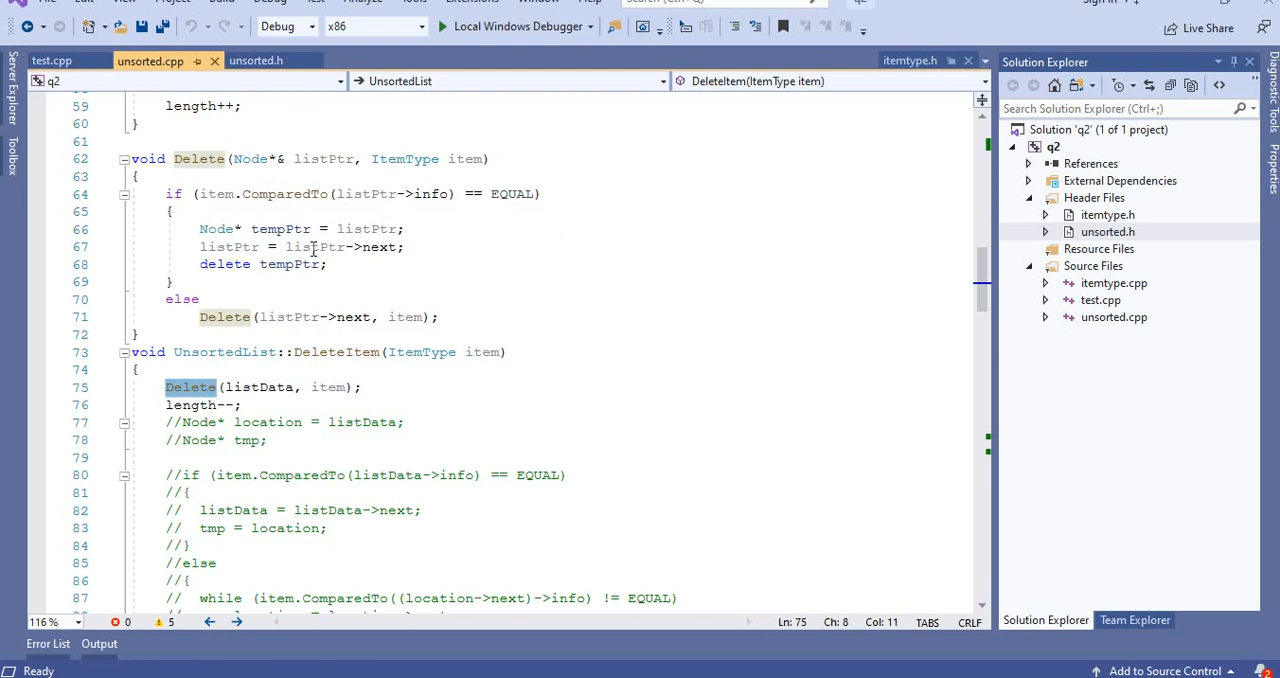 Debug
x86
Local Windows Debugger
Live Share
test.cpp
unsorted.cpp
unsorted.h
itemtype.h
q2
UnsortedList
DeleteItem(ItemType item)
Server Explorer
Toolbox
59 length++;
60 }
61
62 void Delete(Node*& listPtr, ItemType item)
63 {
64 if (item.ComparedTo(listPtr->info) == EQUAL)
65 {
66 Node* tempPtr = listPtr;
67 listPtr = listPtr->next;
68 delete tempPtr;
69 }
70 else
71 Delete(listPtr->next, item);
72 }
73 void UnsortedList::DeleteItem(ItemType item)
74 {
75 Delete(listData, item);
76 length--;
77 //Node* location = listData;
78 //Node* tmp;
79
80 //if (item.ComparedTo(listData->info) == EQUAL)
81 //{
82 // listData = listData->next;
83 // tmp = location;
84 //}
85 //else
86 //{
87 // while (item.ComparedTo((location->next)->info) != EQUAL)
116 %
0
5
Ln: 75 Ch: 8 Col: 11 TABS CRLF
Error List Output
Ready
Add to Source Control
2
Solution Explorer
Search Solution Explorer (Ctrl+;)
Solution 'q2' (1 of 1 project)
q2
References
External Dependencies
Header Files
itemtype.h
unsorted.h
Resource Files
Source Files
itemtype.cpp
test.cpp
unsorted.cpp
Solution Explorer Team Explorer
Diagnostic Tools
Properties